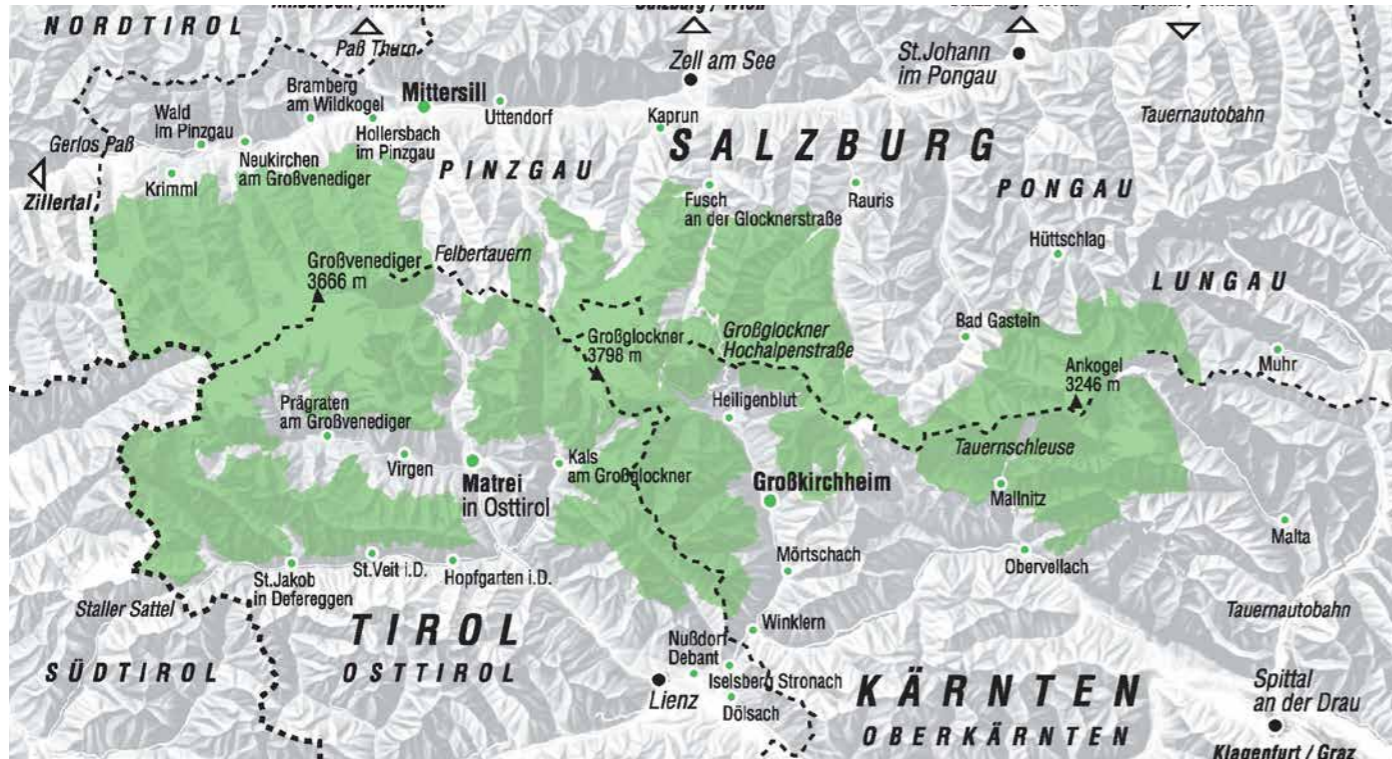 Innsbruck / München
Salzburg / Wien
NORDTIROL
Paß Thurn
Zell am See
St.Johann
im Pongau
Bramberg
am Wildkogel
Mittersill
Uttendorf
Kaprun
Tauernautobahn
Wald
im Pinzgau
Hollersbach
im Pinzgau
Gerlos Paß
Neukirchen
am Großvenediger
PINZGAU
SALZBURG
Zillertal
Krimml
Fusch
an der Glocknerstraße
Rauris
PONGAU
Hüttschlag
Großvenediger
3666 m
Felbertauern
LUNGAU
Großglockner
3798 m
Großglockner
Hochalpenstraße
Bad Gastein
Ankogel
3246 m
Muhr
Prägraten
am Großvenediger
Heiligenblut
Tauernschleuse
Virgen
Matrei
in Osttirol
Kals
am Großglockner
Großkirchheim
Mallnitz
Malta
St.Jakob
in Defereggen
St.Veit i.D.
Hopfgarten i.D.
Mörtschach
Obervellach
Staller Sattel
Tauernautobahn
TIROL
OSTTIROL
Winklern
SÜDTIROL
Nußdorf
Debant
Iselsberg Stronach
Lienz
Dölsach
KÄRNTEN
OBERKÄRNTEN
Spittal
an der Drau
Klagenfurt / Graz